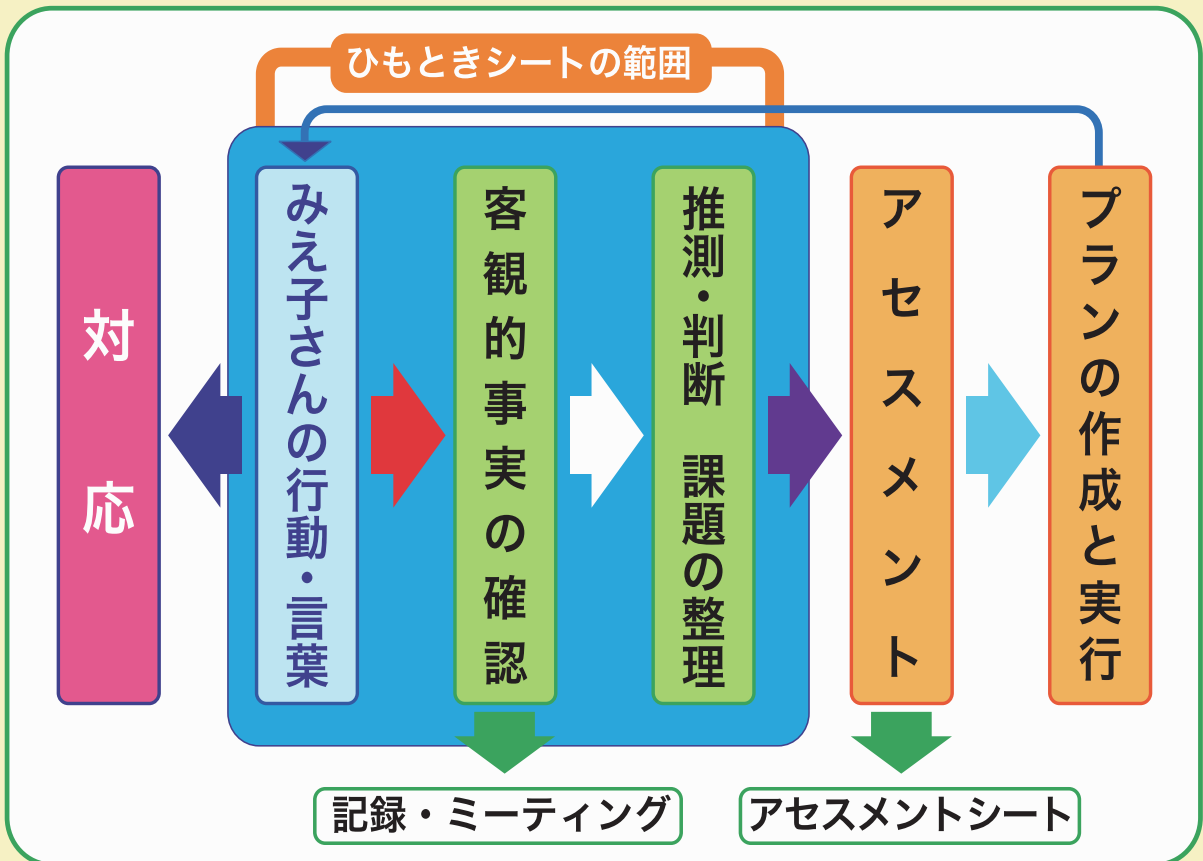 ひもときシートの範囲
対応
みえ子さんの行動・言葉
客観的事実の確認
推測・判断　課題の整理
アセスメント
プランの作成と実行
記録・ミーティング
アセスメントシート